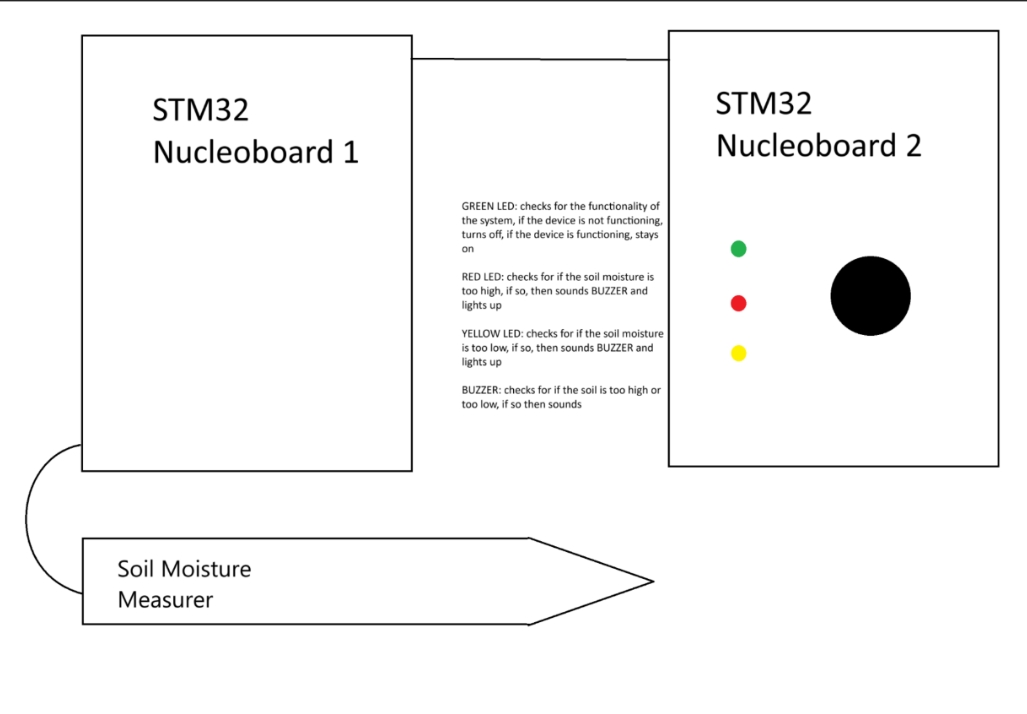 STM32
Nucleoboard 1
STM32
Nucleoboard 2
GREEN LED: checks for the functionality of
the system, if the device is not functioning,
turns off, if the device is functioning, stays
on
RED LED: checks for if the soil moisture is
too high, if so, then sounds BUZZER and
lights up
YELLOW LED: checks for if the soil moisture
is too low, if so, then sounds BUZZER and
lights up
BUZZER: checks for if the soil is too high or
too low, if so then sounds
Soil Moisture
Measurer